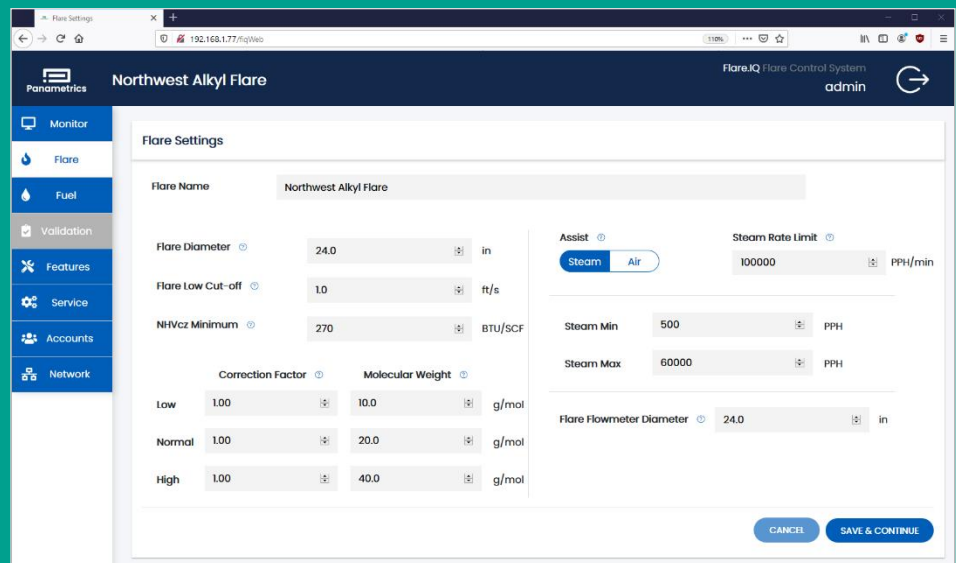 Flare Settings
192.168.1.77/fiqWeb
110%
Panametrics
Northwest Alkyl Flare
Flare.IQ Flare Control System
admin
Monitor
Flare
Fuel
Validation
Features
Service
Accounts
Network
Flare Settings
Flare Name
Northwest Alkyl Flare
Flare Diameter
24.0
in
Flare Low Cut-off
1.0
ft/s
NHVcz Minimum
270
BTU/SCF
Correction Factor
Molecular Weight
Low
1.00
10.0
g/mol
Normal
1.00
20.0
g/mol
High
1.00
40.0
g/mol
Assist
Steam
Air
Steam Rate Limit
100000
PPH/min
Steam Min
500
PPH
Steam Max
60000
PPH
Flare Flowmeter Diameter
24.0
in
CANCEL
SAVE & CONTINUE